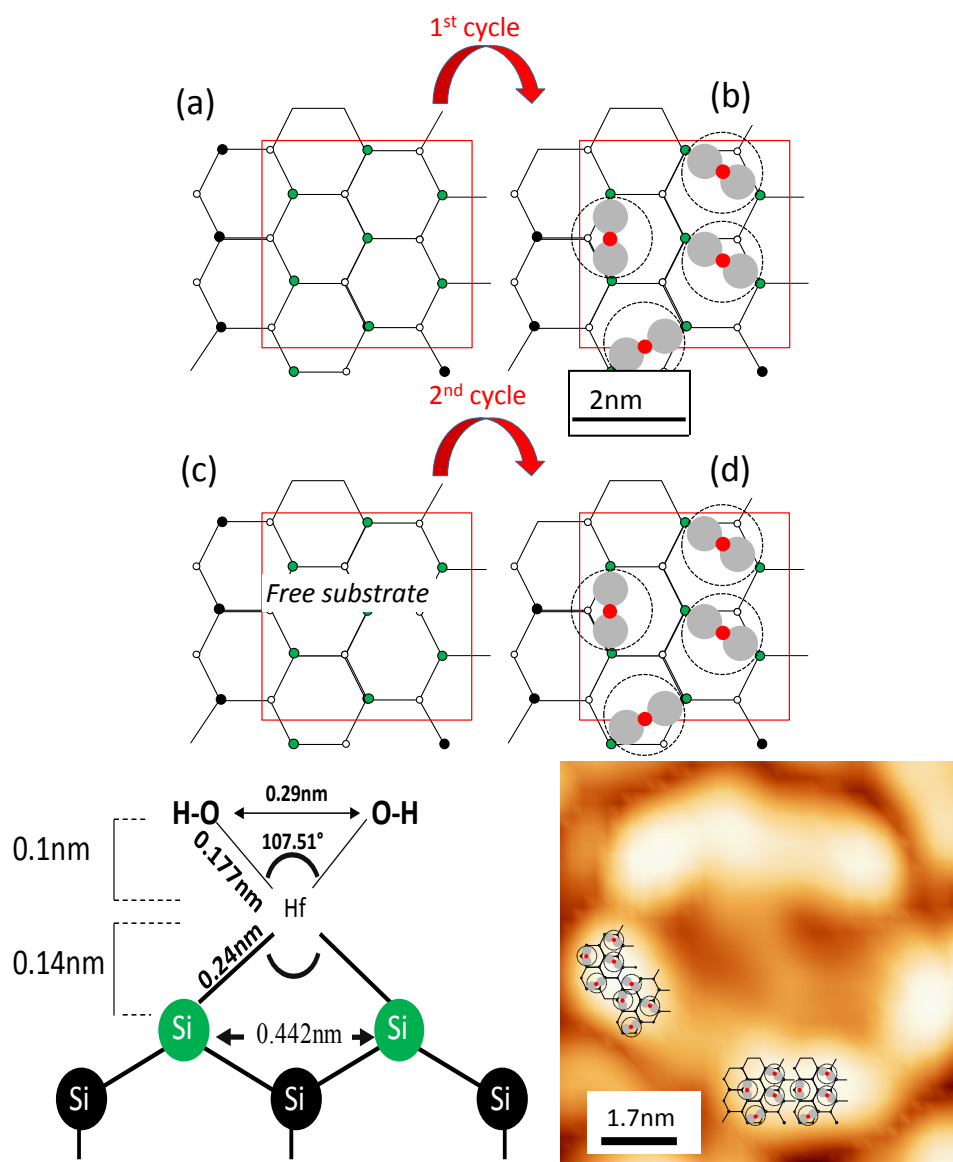 1st cycle
(a)
(b)
2nm
2nd cycle
(c)
(d)
Free substrate
H-O
0.29nm
O-H
107.51°
0.1nm
0.177nm
Hf
0.14nm
0.24nm
Si
0.442nm
Si
Si
Si
Si
1.7nm